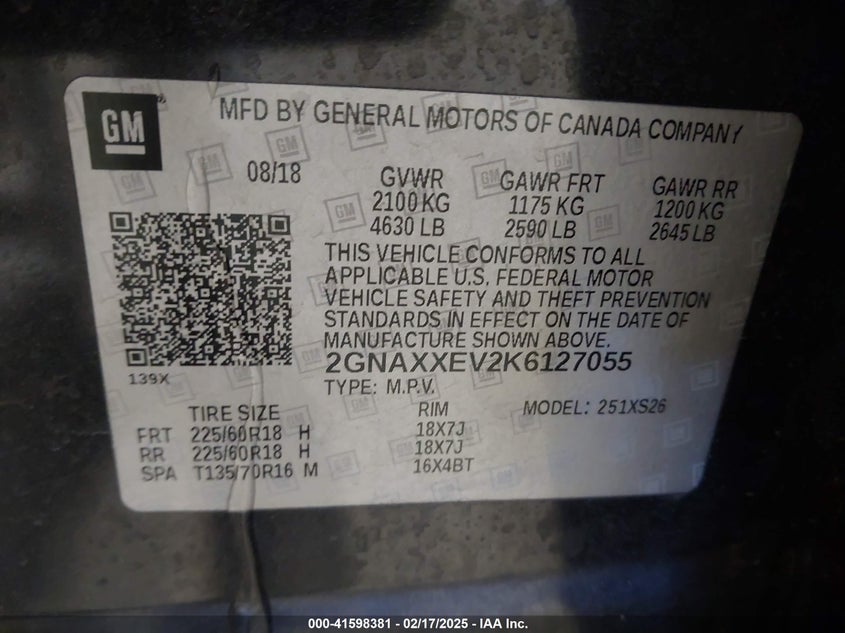 GM
MFD BY GENERAL MOTORS OF CANADA COMPANY
08/18 GVWR GAWR FRT GAWR RR
2100 KG 1175 KG 1200 KG
4630 LB 2590 LB 2645 LB
THIS VEHICLE CONFORMS TO ALL
APPLICABLE U.S. FEDERAL MOTOR
VEHICLE SAFETY AND THEFT PREVENTION
STANDARDS IN EFFECT ON THE DATE OF
MANUFACTURE SHOWN ABOVE.
2GNAXXEV2K6127055
139X TYPE: M.P.V.
TIRE SIZE RIM MODEL: 251XS26
FRT 225/60R18 H 18X7J
RR 225/60R18 H 18X7J
SPA T135/70R16 M 16X4BT
000-41598381 - 02/17/2025 - IAA Inc.